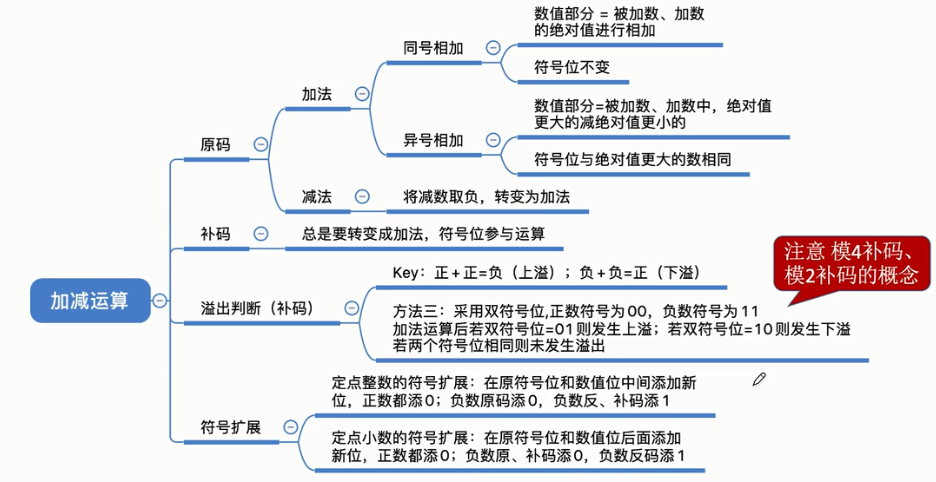 数值部分 = 被加数、加数
的绝对值进行相加
同号相加
符号位不变
加法
数值部分=被加数、加数中，绝对值
更大的减绝对值更小的
异号相加
符号位与绝对值更大的数相同
原码
减法
将减数取负，转变为加法
补码
总是要转变成加法，符号位参与运算
注意 模4补码、
模2补码的概念
加减运算
Key：正+正=负（上溢）；负+负=正（下溢）
溢出判断（补码）
方法三：采用双符号位,正数符号为00，负数符号为11
加法运算后若双符号位=01则发生上溢；若双符号位=10则发生下溢
若两个符号位相同则未发生溢出
定点整数的符号扩展：在原符号位和数值位中间添加新
位，正数都添0；负数原码添0，负数反、补码添1
符号扩展
定点小数的符号扩展：在原符号位和数值位后面添加
新位，正数都添0；负数原、补码添0，负数反码添1